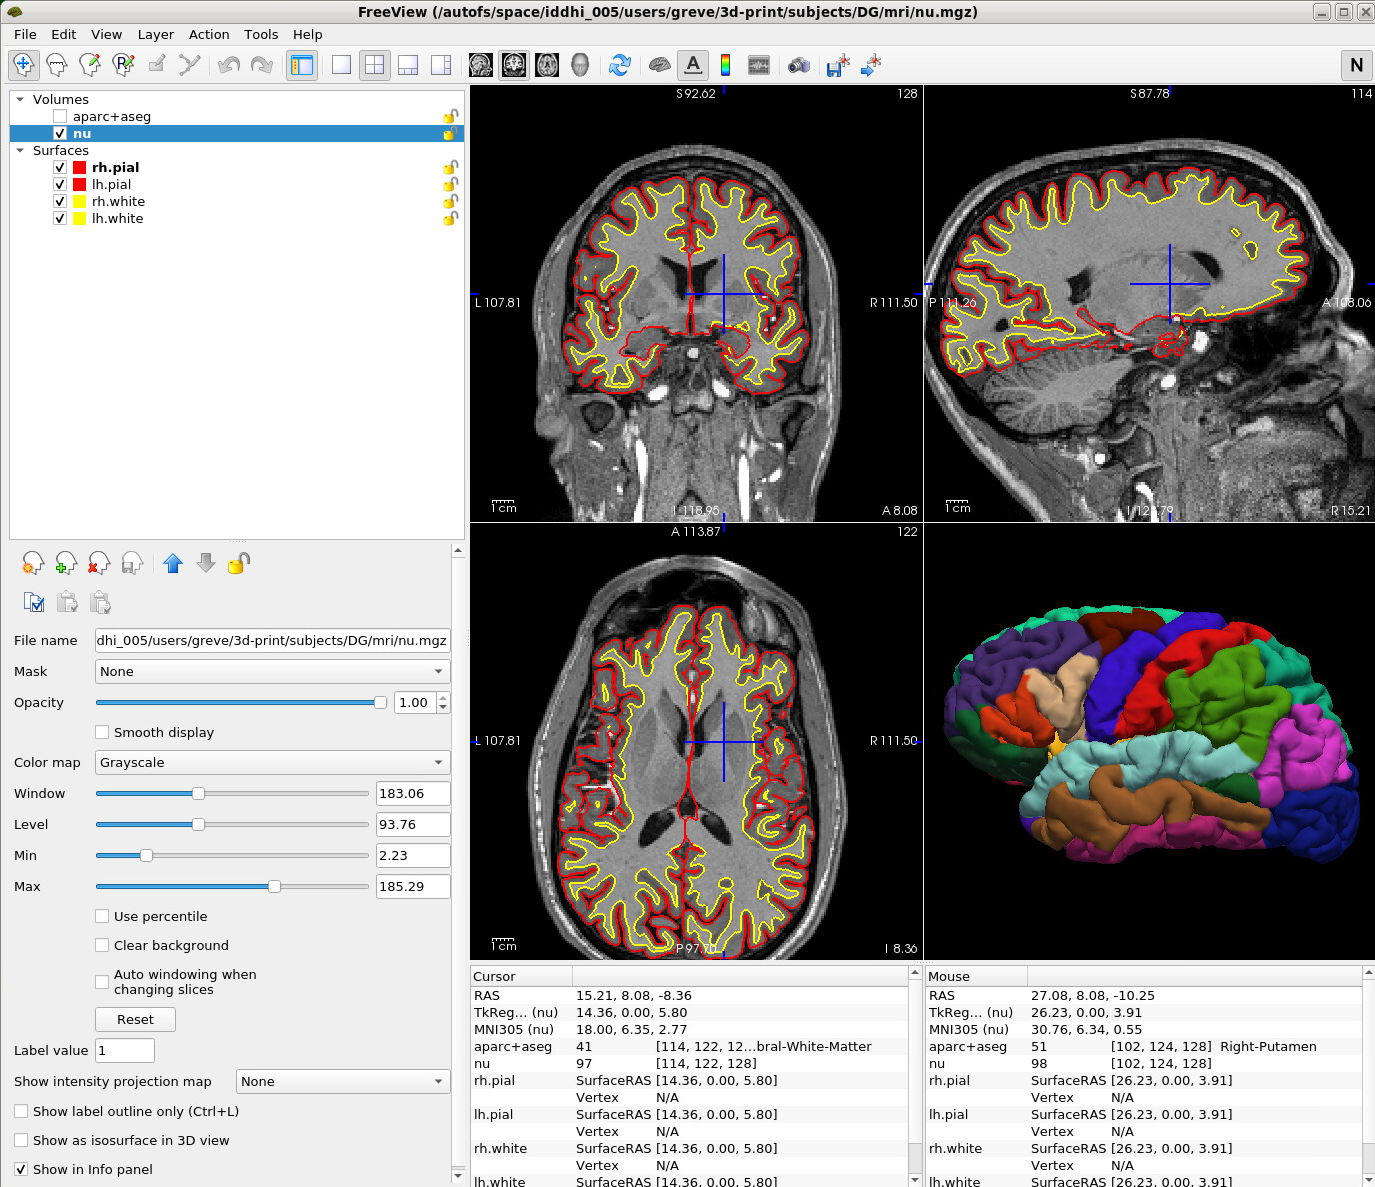 FreeView (/autofs/space/iddhi_005/users/greve/3d-print/subjects/DG/mri/nu.mgz)
File Edit View Layer Action Tools Help
R
A
N
Volumes
aparc+aseg
nu
Surfaces
rh.pial
lh.pial
rh.white
lh.white
S 92.62 128
L 107.81 R 111.50
1 cm I 118.95 A 8.08
S 87.78 114
P 111.26 A 108.06
1 cm R 15.21
A 113.87 122
L 107.81 R 111.50
1 cm P 97.70 I 8.36
File name dhi_005/users/greve/3d-print/subjects/DG/mri/nu.mgz
Mask None
Opacity 1.00
Smooth display
Color map Grayscale
Window 183.06
Level 93.76
Min 2.23
Max 185.29
Use percentile
Clear background
Auto windowing when
changing slices
Reset
Label value 1
Show intensity projection map None
Show label outline only (Ctrl+L)
Show as isosurface in 3D view
Show in Info panel
Cursor
RAS 15.21, 8.08, -8.36
TkReg... (nu) 14.36, 0.00, 5.80
MNI305 (nu) 18.00, 6.35, 2.77
aparc+aseg 41 [114, 122, 12...bral-White-Matter
nu 97 [114, 122, 128]
rh.pial SurfaceRAS [14.36, 0.00, 5.80]
Vertex N/A
lh.pial SurfaceRAS [14.36, 0.00, 5.80]
Vertex N/A
rh.white SurfaceRAS [14.36, 0.00, 5.80]
Vertex N/A
lh.white SurfaceRAS [14.36, 0.00, 5.80]
Mouse
RAS 27.08, 8.08, -10.25
TkReg... (nu) 26.23, 0.00, 3.91
MNI305 (nu) 30.76, 6.34, 0.55
aparc+aseg 51 [102, 124, 128] Right-Putamen
nu 98 [102, 124, 128]
rh.pial SurfaceRAS [26.23, 0.00, 3.91]
Vertex N/A
lh.pial SurfaceRAS [26.23, 0.00, 3.91]
Vertex N/A
rh.white SurfaceRAS [26.23, 0.00, 3.91]
Vertex N/A
lh.white SurfaceRAS [26.23, 0.00, 3.91]